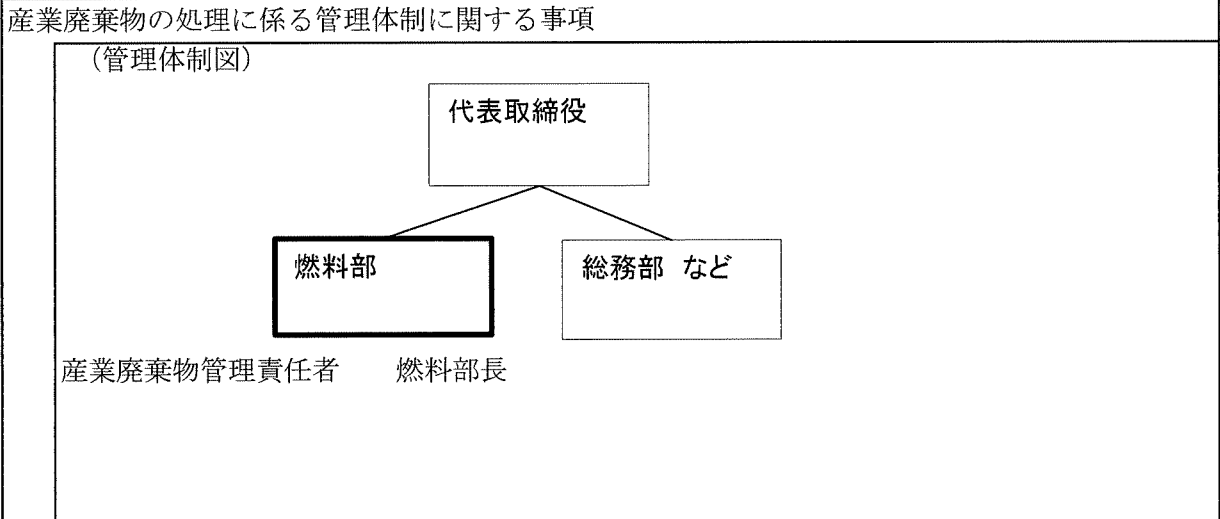 産業廃棄物の処理に係る管理体制に関する事項
（管理体制図）
代表取締役
燃料部
総務部 など
産業廃棄物管理責任者　　燃料部長